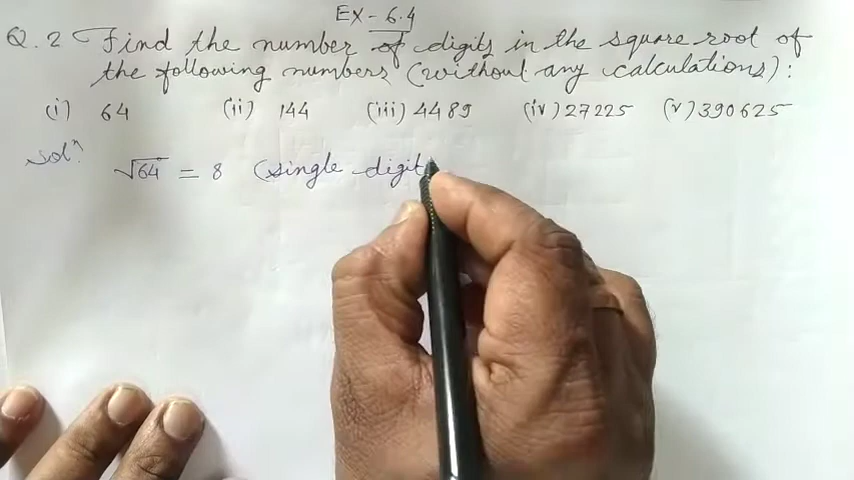 EX - 6.4
Q. 2 Find the number of digits in the square root of
the following numbers (without any calculations) :
(i) 64 (ii) 144 (iii) 4489 (iv) 27225 (v) 390625
Solⁿ.
√64 = 8 (single digit